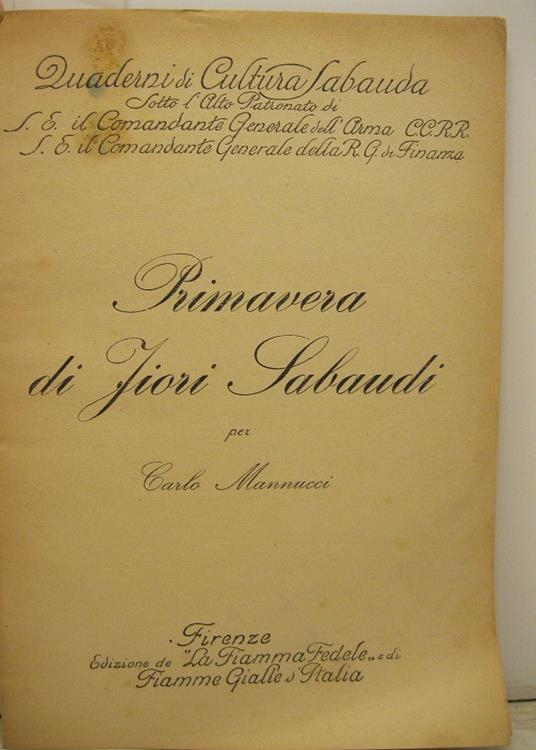 Quaderni di Cultura Sabauda
Sotto l'Alto Patronato di
S. E. il Comandante Generale dell'Arma CC.RR.
S. E. il Comandante Generale della R. G. di Finanza
Primavera
di Fiori Sabaudi
per
Carlo Mannucci
Firenze
Edizione de "La Fiamma Fedele„ e di
Fiamme Gialle d'Italia